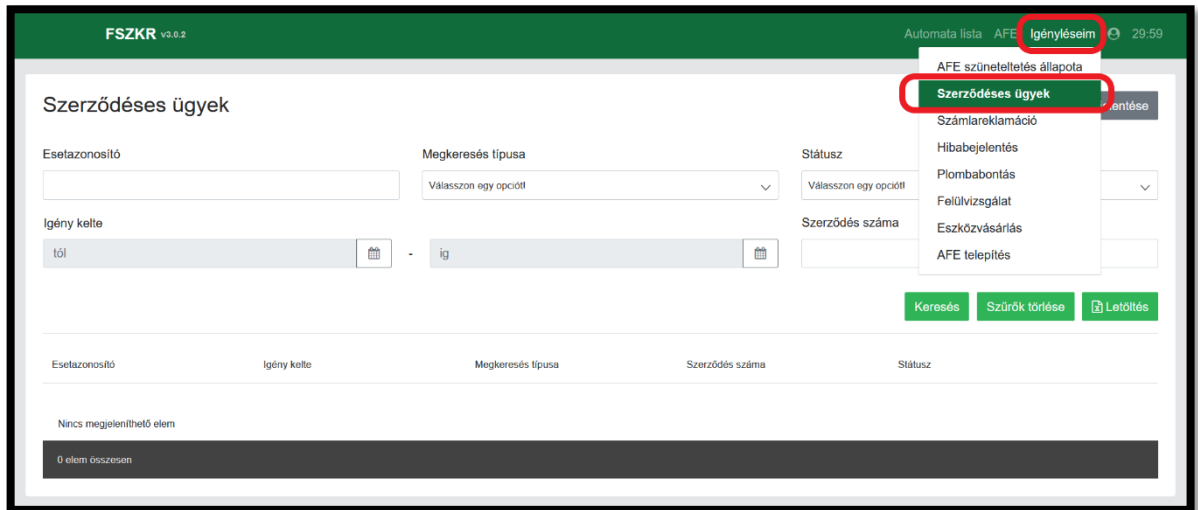 FSZKR v3.0.2
Automata lista AFE Igényléseim 29:59
AFE szüneteltetés állapota
Szerződéses ügyek
Számlareklamáció
Hibabejelentés
Plombabontás
Felülvizsgálat
Eszközvásárlás
AFE telepítés
Szerződéses ügyek
Esetazonosító Megkeresés típusa Státusz
Válasszon egy opciót! Válasszon egy opciót!
Igény kelte Szerződés száma
tól - ig
Keresés Szűrők törlése Letöltés
Esetazonosító Igény kelte Megkeresés típusa Szerződés száma Státusz
Nincs megjeleníthető elem
0 elem összesen